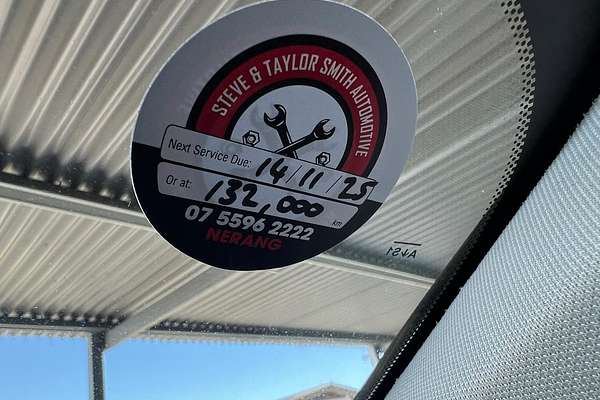 STEVE & TAYLOR SMITH AUTOMOTIVE
Next Service Due: 14/11/25
Or at: 132,000 km
07 5596 2222
NERANG